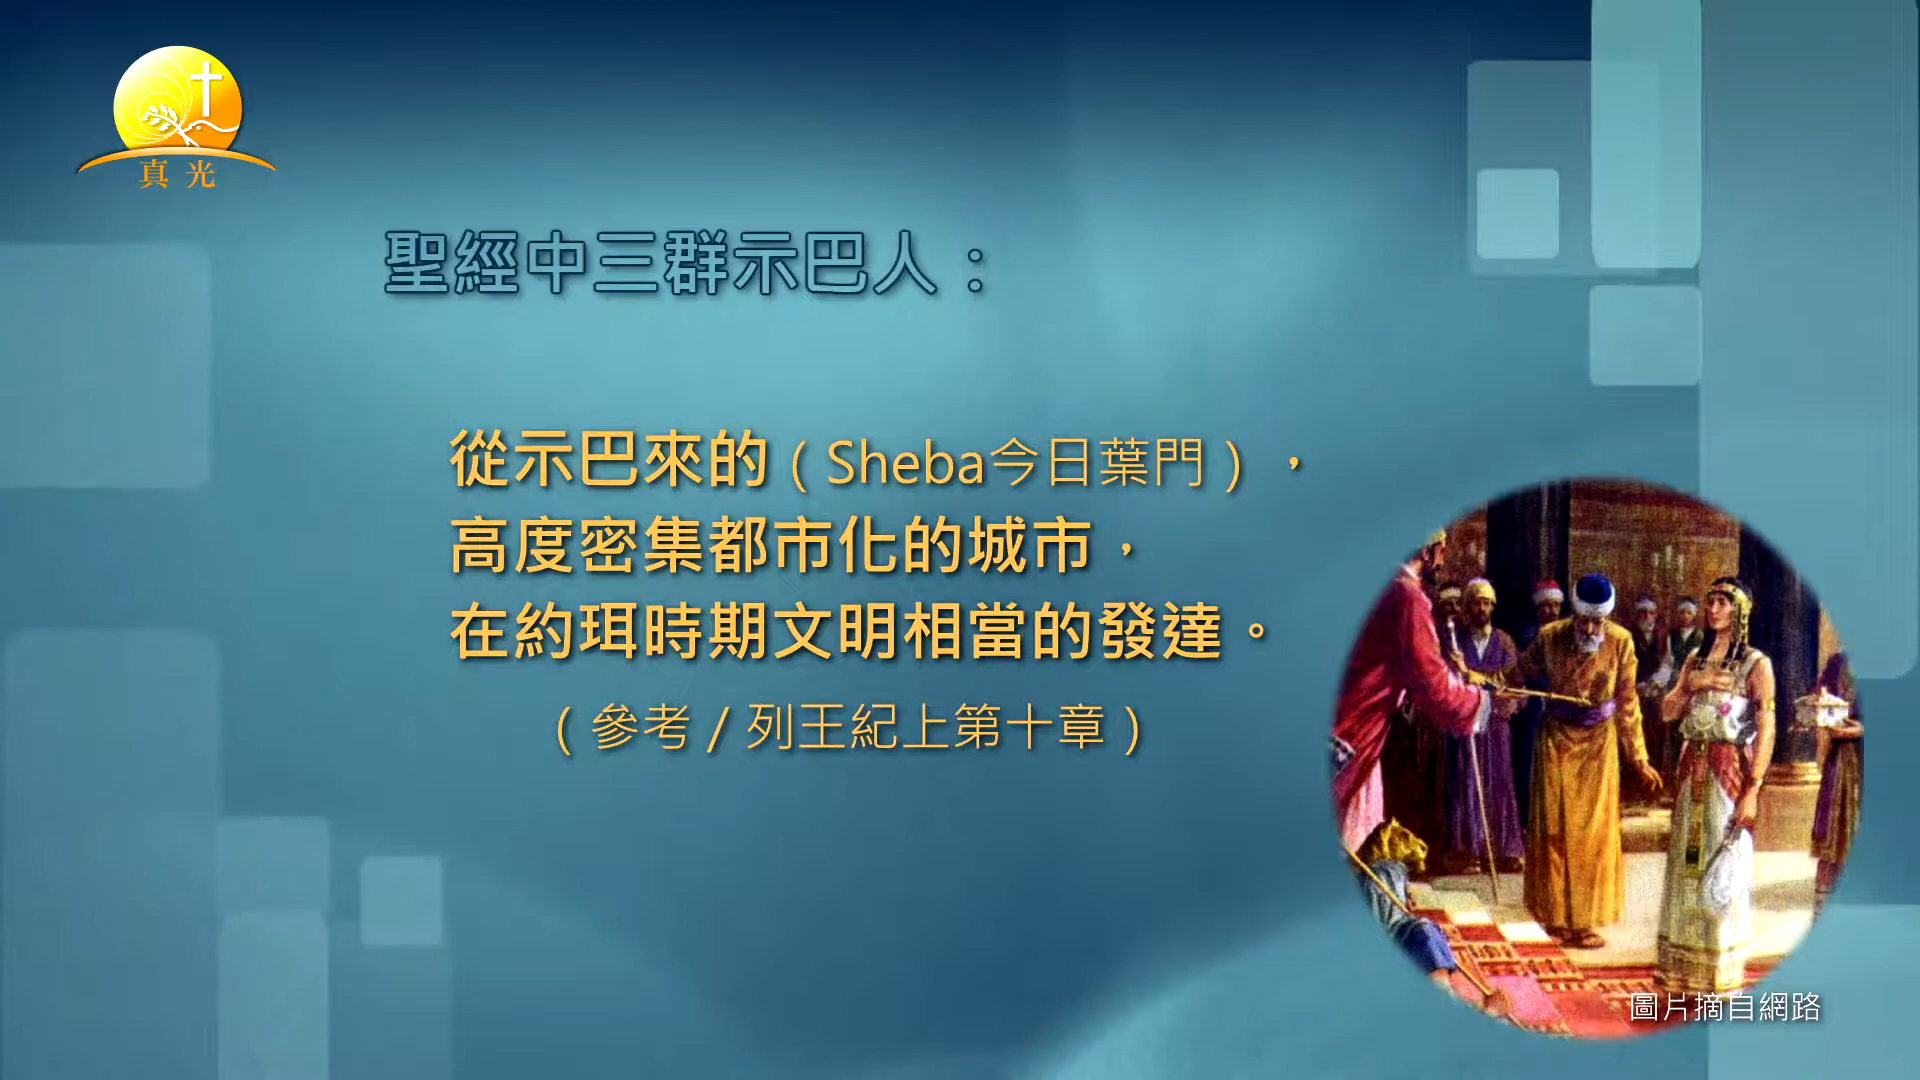 真光
聖經中三群示巴人：
從示巴來的（Sheba今日葉門），
高度密集都市化的城市，
在約珥時期文明相當的發達。
（參考／列王紀上第十章）
圖片摘自網路